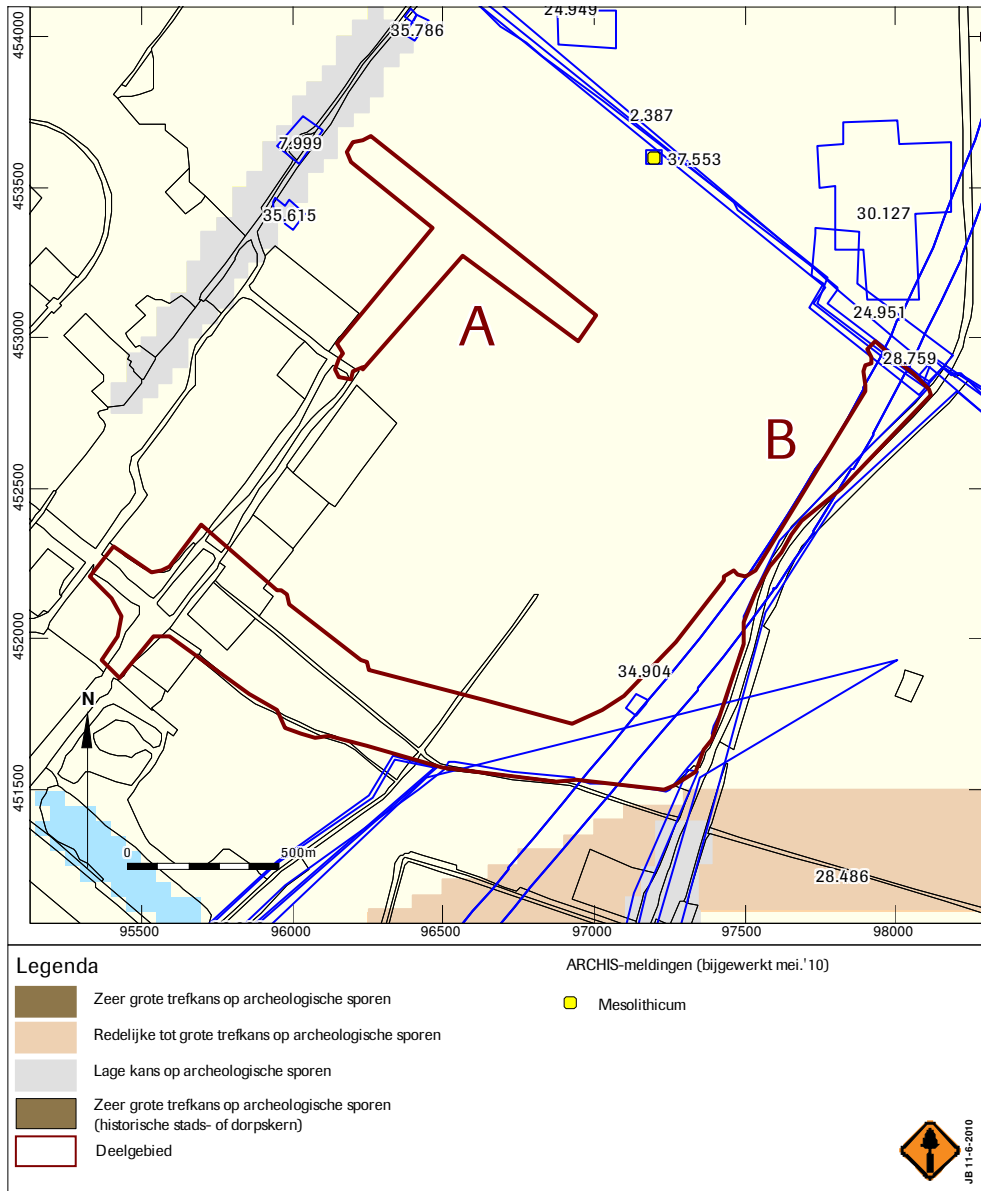 24.949
35.786
454000
2.387
7.999
37.553
453500
35.615
30.127
24.951
A
453000
28.759
B
452500
452000
34.904
N
451500
0
500m
28.486
95500
96000
96500
97000
97500
98000
Legenda
ARCHIS-meldingen (bijgewerkt mei.'10)
Zeer grote trefkans op archeologische sporen
Mesolithicum
Redelijke tot grote trefkans op archeologische sporen
Lage kans op archeologische sporen
Zeer grote trefkans op archeologische sporen
(historische stads- of dorpskern)
Deelgebied
JB 11-6-2010